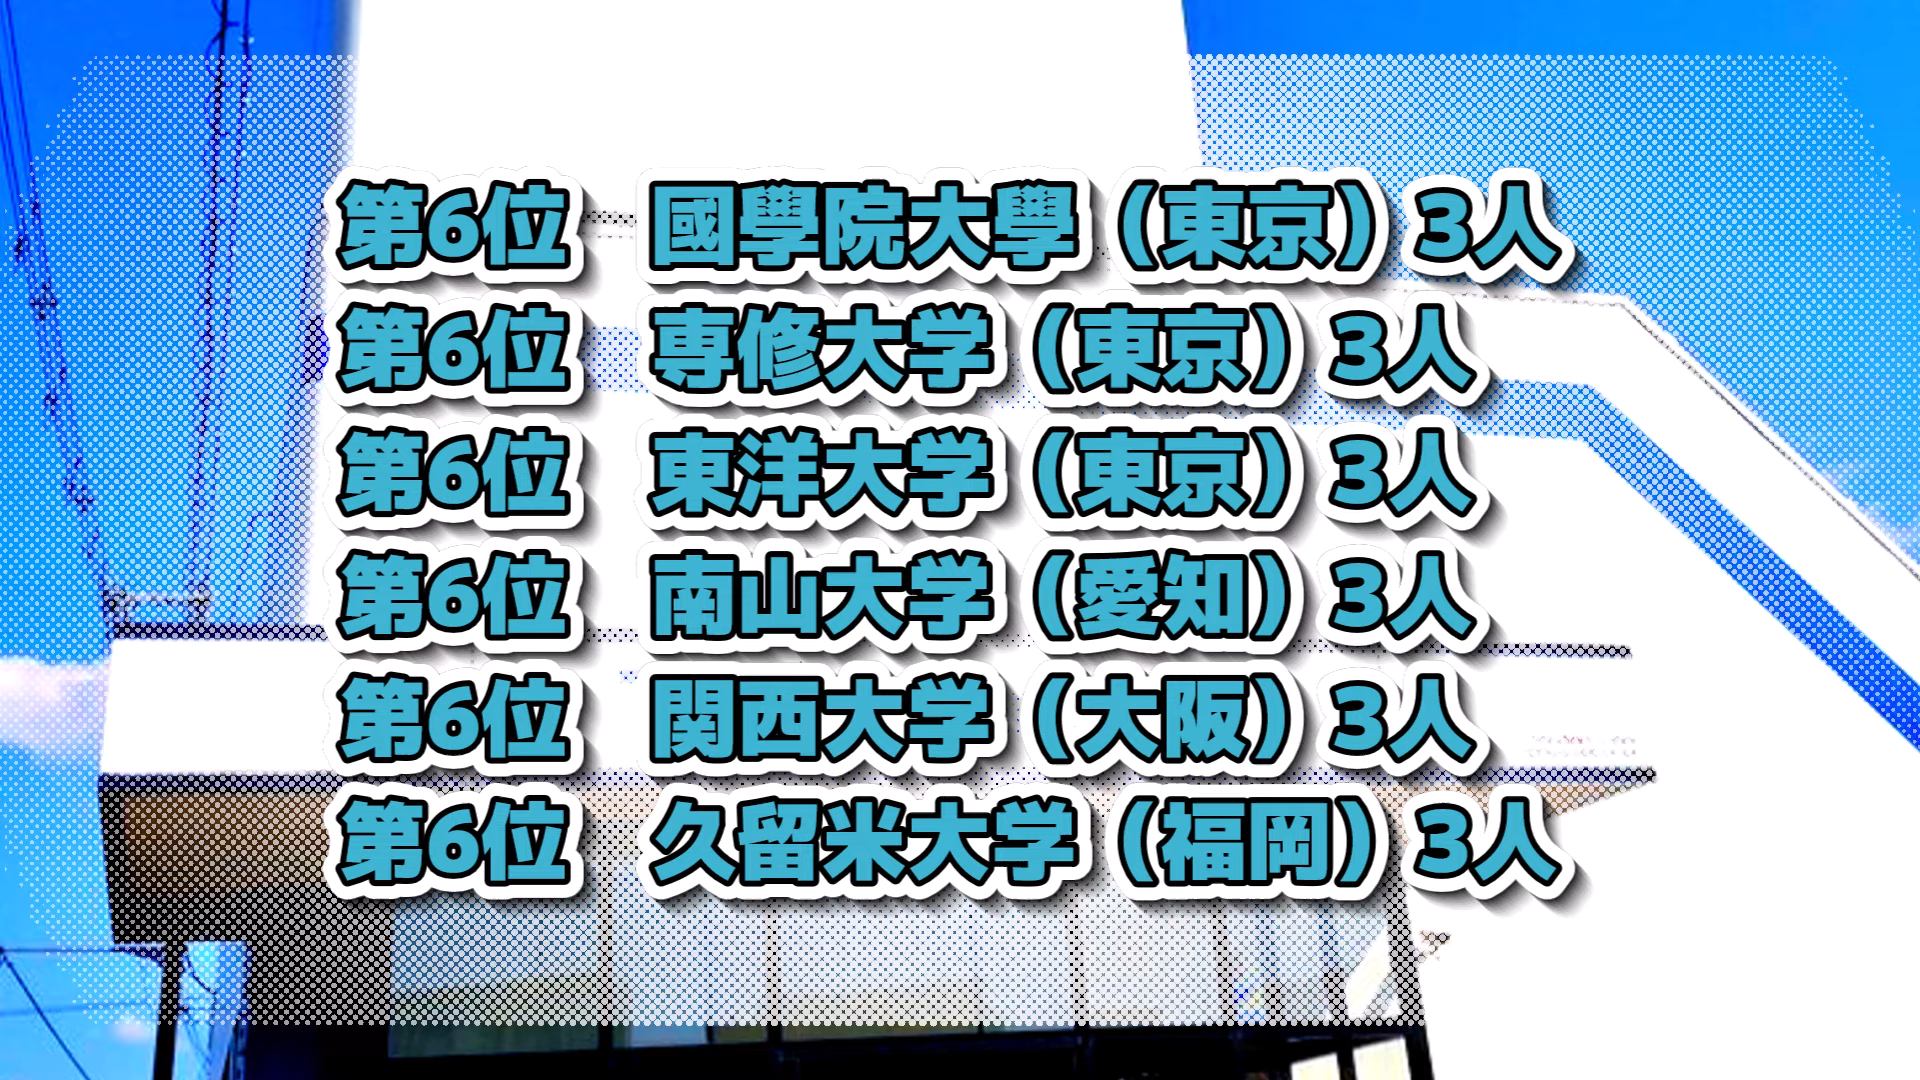 第6位　國學院大學（東京）3人
第6位　専修大学（東京）3人
第6位　東洋大学（東京）3人
第6位　南山大学（愛知）3人
第6位　関西大学（大阪）3人
第6位　久留米大学（福岡）3人